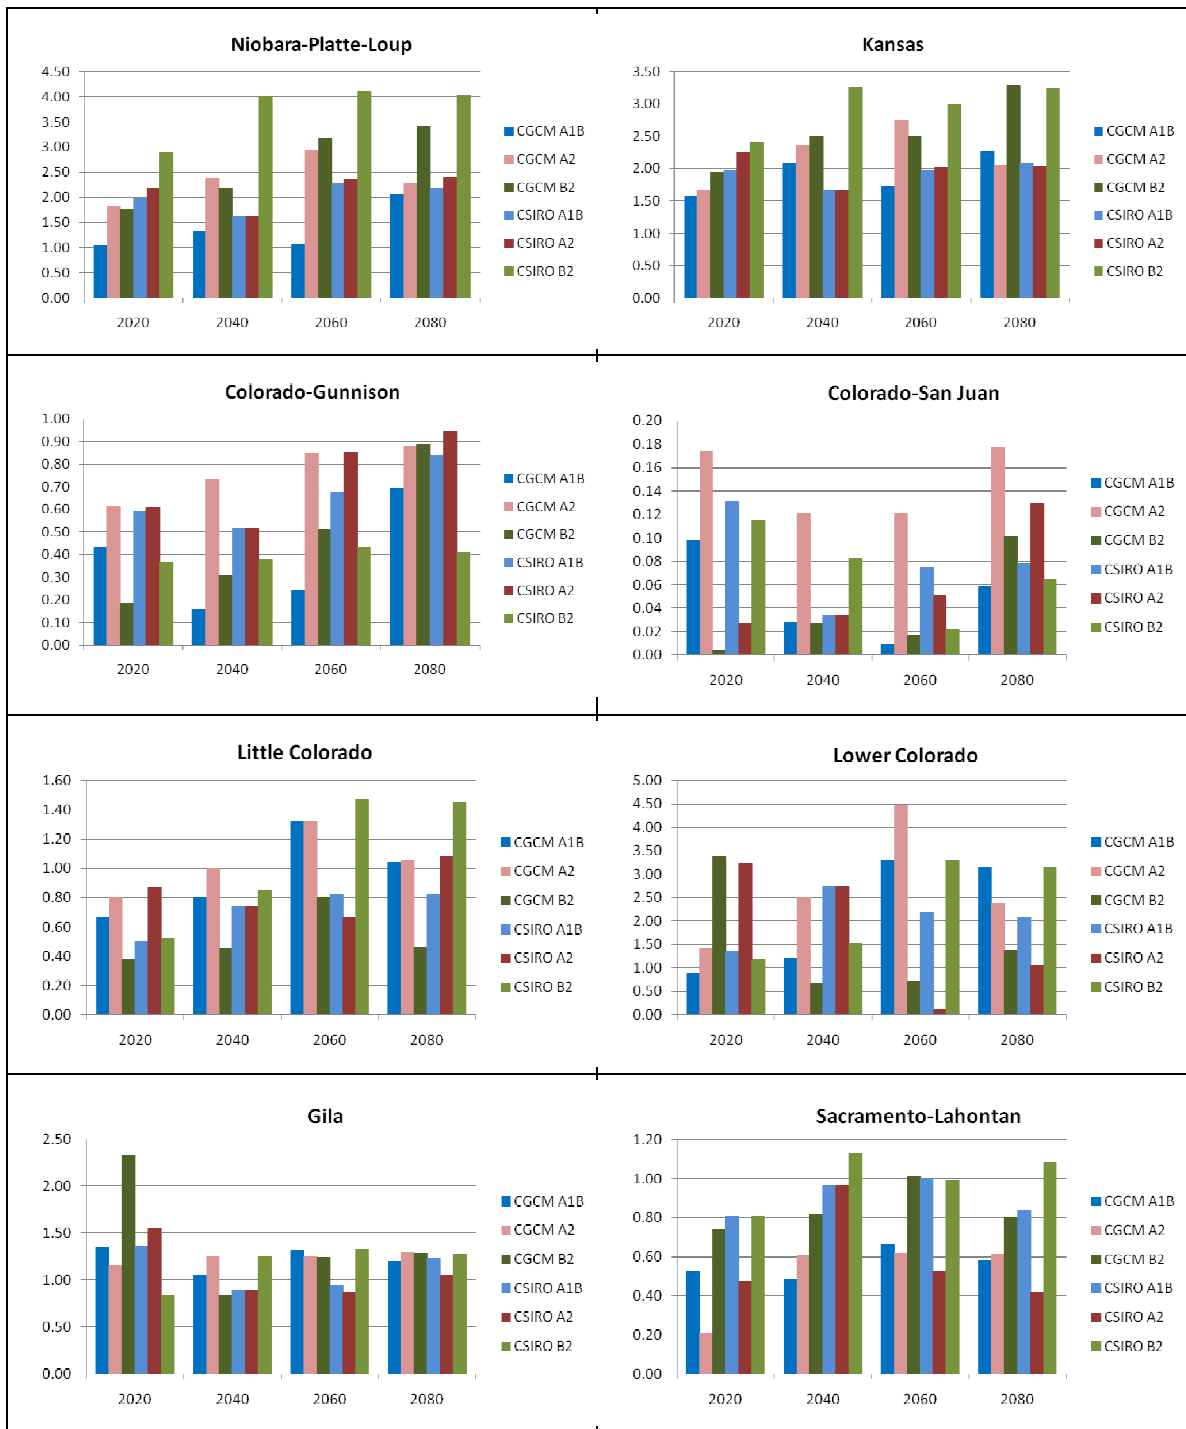 Niobara-Platte-Loup
4.50
4.00
3.50
3.00
2.50
2.00
1.50
1.00
0.50
0.00
2020 2040 2060 2080
CGCM A1B
CGCM A2
CGCM B2
CSIRO A1B
CSIRO A2
CSIRO B2
Kansas
3.50
3.00
2.50
2.00
1.50
1.00
0.50
0.00
2020 2040 2060 2080
CGCM A1B
CGCM A2
CGCM B2
CSIRO A1B
CSIRO A2
CSIRO B2
Colorado-Gunnison
1.00
0.90
0.80
0.70
0.60
0.50
0.40
0.30
0.20
0.10
0.00
2020 2040 2060 2080
CGCM A1B
CGCM A2
CGCM B2
CSIRO A1B
CSIRO A2
CSIRO B2
Colorado-San Juan
0.20
0.18
0.16
0.14
0.12
0.10
0.08
0.06
0.04
0.02
0.00
2020 2040 2060 2080
CGCM A1B
CGCM A2
CGCM B2
CSIRO A1B
CSIRO A2
CSIRO B2
Little Colorado
1.60
1.40
1.20
1.00
0.80
0.60
0.40
0.20
0.00
2020 2040 2060 2080
CGCM A1B
CGCM A2
CGCM B2
CSIRO A1B
CSIRO A2
CSIRO B2
Lower Colorado
5.00
4.50
4.00
3.50
3.00
2.50
2.00
1.50
1.00
0.50
0.00
2020 2040 2060 2080
CGCM A1B
CGCM A2
CGCM B2
CSIRO A1B
CSIRO A2
CSIRO B2
Gila
2.50
2.00
1.50
1.00
0.50
0.00
2020 2040 2060 2080
CGCM A1B
CGCM A2
CGCM B2
CSIRO A1B
CSIRO A2
CSIRO B2
Sacramento-Lahontan
1.20
1.00
0.80
0.60
0.40
0.20
0.00
2020 2040 2060 2080
CGCM A1B
CGCM A2
CGCM B2
CSIRO A1B
CSIRO A2
CSIRO B2